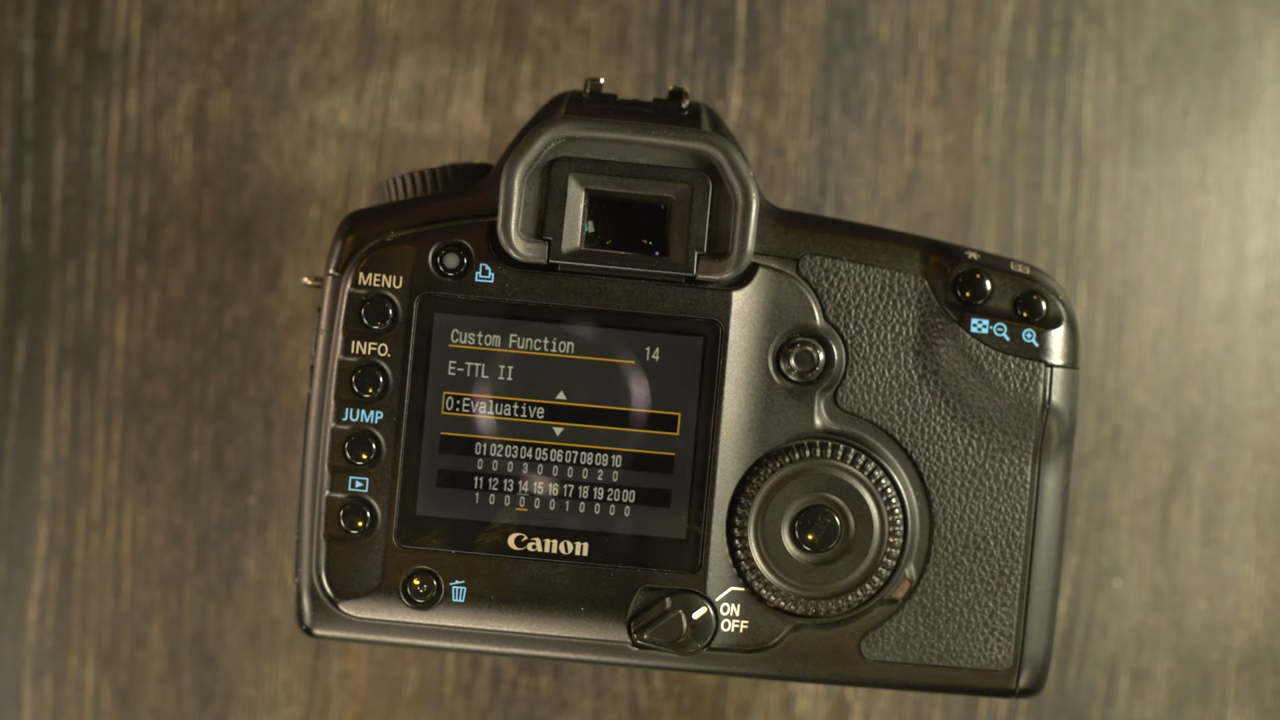 MENU
INFO.
JUMP
Custom Function 14
E-TTL II
0:Evaluative
01 02 03 04 05 06 07 08 09 10
0 0 0 3 0 0 0 0 2 0
11 12 13 14 15 16 17 18 19 20 00
1 0 0 0 0 0 1 0 0 0 0
Canon
ON
OFF